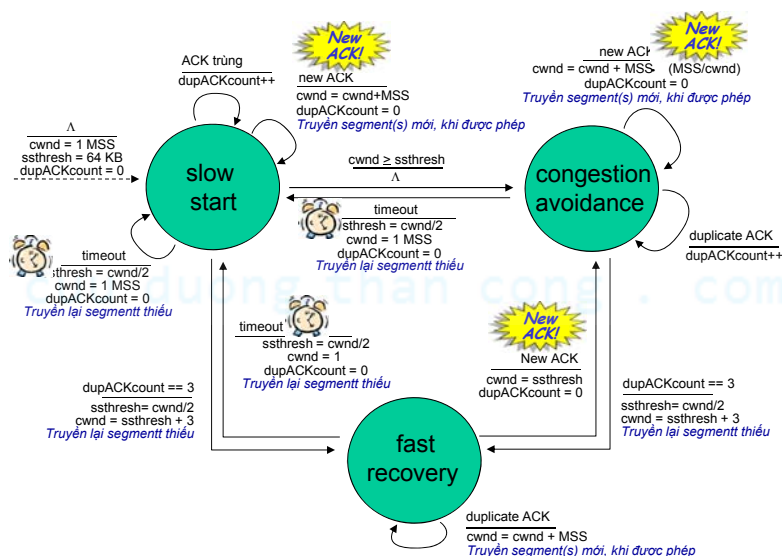 New
ACK!
ACK trùng
dupACKcount++
new ACK
cwnd = cwnd+MSS
dupACKcount = 0
Truyền segment(s) mới, khi được phép
New
ACK!
new ACK
cwnd = cwnd + MSS (MSS/cwnd)
dupACKcount = 0
Truyền segment(s) mới, khi được phép
Λ
cwnd = 1 MSS
ssthresh = 64 KB
dupACKcount = 0
slow
start
cwnd ≥ ssthresh
Λ
congestion
avoidance
timeout
sthresh = cwnd/2
cwnd = 1 MSS
dupACKcount = 0
Truyền lại segmentt thiếu
timeout
sthresh = cwnd/2
cwnd = 1 MSS
dupACKcount = 0
Truyền lại segmentt thiếu
duplicate ACK
dupACKcount++
duong than cong . com
timeout
ssthresh = cwnd/2
cwnd = 1
dupACKcount = 0
Truyền lại segmentt thiếu
New
ACK!
New ACK
cwnd = ssthresh
dupACKcount = 0
dupACKcount == 3
ssthresh= cwnd/2
cwnd = ssthresh + 3
Truyền lại segmentt thiếu
dupACKcount == 3
ssthresh= cwnd/2
cwnd = ssthresh + 3
Truyền lại segmentt thiếu
fast
recovery
duplicate ACK
cwnd = cwnd + MSS
Truyền segment(s) mới, khi được phép